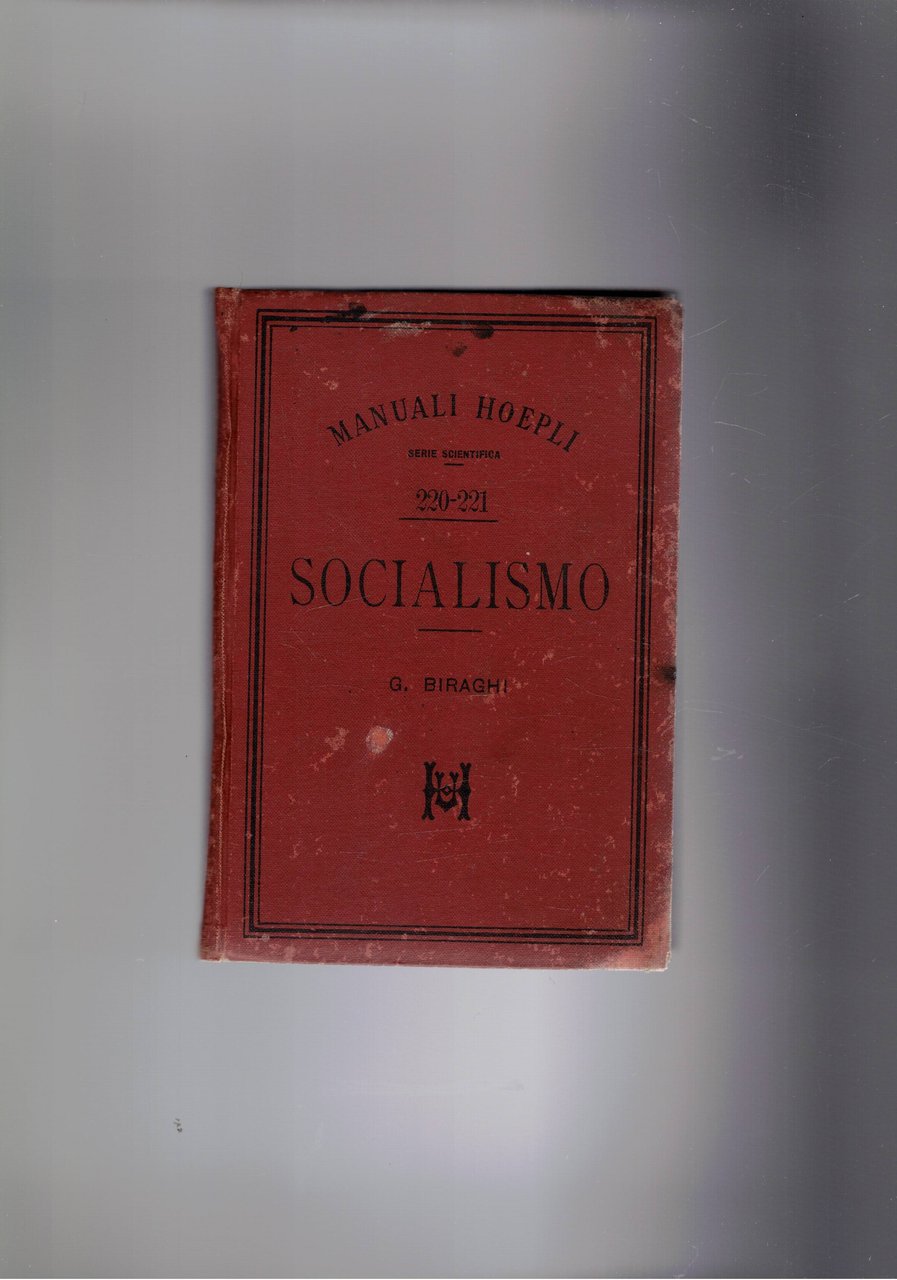 MANUALI HOEPLI
SERIE SCIENTIFICA
220-221
SOCIALISMO
G. BIRAGHI